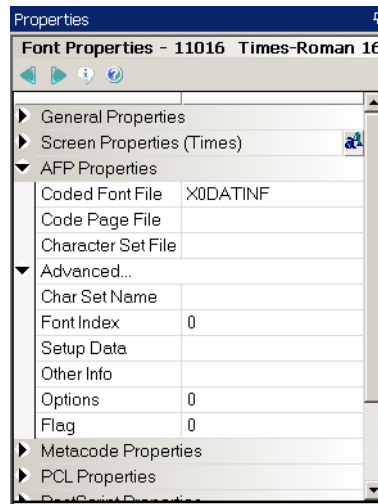 Properties
Font Properties - 11016 Times-Roman 16
General Properties
Screen Properties (Times)
AFP Properties
Coded Font File X0DATINF
Code Page File
Character Set File
Advanced...
Char Set Name
Font Index 0
Setup Data
Other Info
Options 0
Flag 0
Metacode Properties
PCL Properties
PostScript Properties